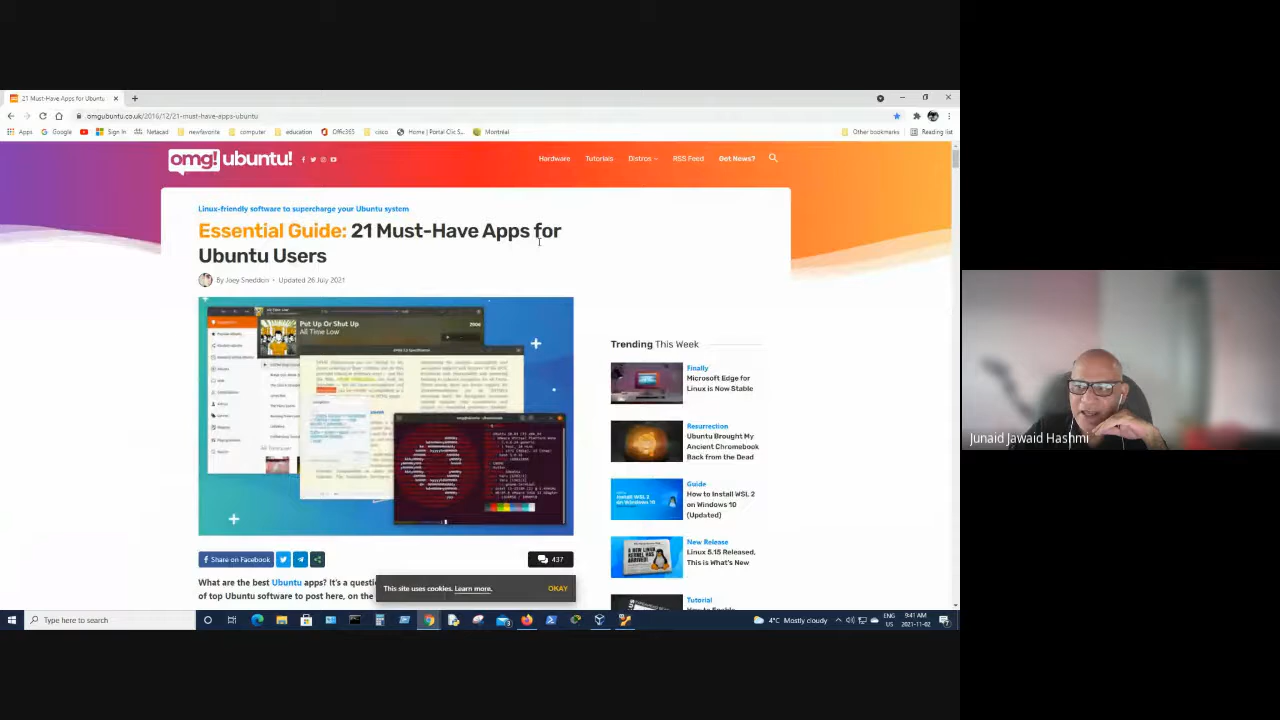 21 Must-Have Apps for Ubuntu
omgubuntu.co.uk/2016/12/21-must-have-apps-ubuntu
Apps Google Sign In Netacad newfavorite computer education Office365 cisco Home | Portal Clic S... Montréal Other bookmarks Reading list
omg! ubuntu! Hardware Tutorials Distros RSS Feed Got News?
Linux-friendly software to supercharge your Ubuntu system
Essential Guide: 21 Must-Have Apps for
Ubuntu Users
By Joey Sneddon • Updated 26 July 2021
Put Up Or Shut Up
All Time Low
Trending This Week
Finally
Microsoft Edge for
Linux is Now Stable
Resurrection
Ubuntu Brought My
Ancient Chromebook
Back from the Dead
Guide
How to Install WSL 2
on Windows 10
(Updated)
New Release
Linux 5.15 Released,
This is What's New
Tutorial
Share on Facebook 437
What are the best Ubuntu apps? It's a questi
of top Ubuntu software to post here, on the
This site uses cookies. Learn more. OKAY
Type here to search
4°C Mostly cloudy ENG US 9:41 AM 2021-11-02
Junaid Jawaid Hashmi